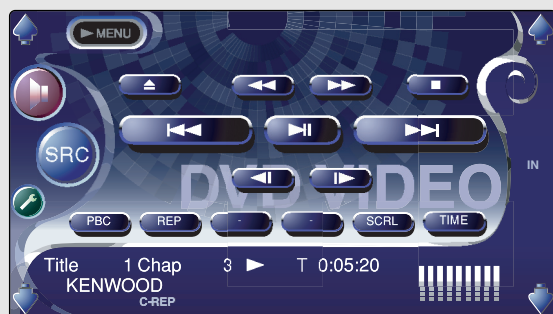 MENU
SRC
DVD VIDEO
IN
PBC REP - - SCRL TIME
Title 1 Chap 3 ► T 0:05:20
KENWOOD
C-REP